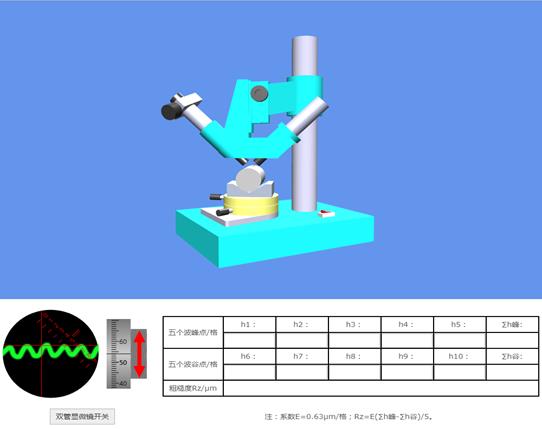 60
50
40
五个波峰点/格 h1： h2： h3： h4： h5： Σh峰:
五个波谷点/格 h6： h7： h8： h9： h10： Σh谷:
粗糙度Rz/μm
双管显微镜开关
注：系数E=0.63μm/格；Rz=E(Σh峰-Σh谷)/5。